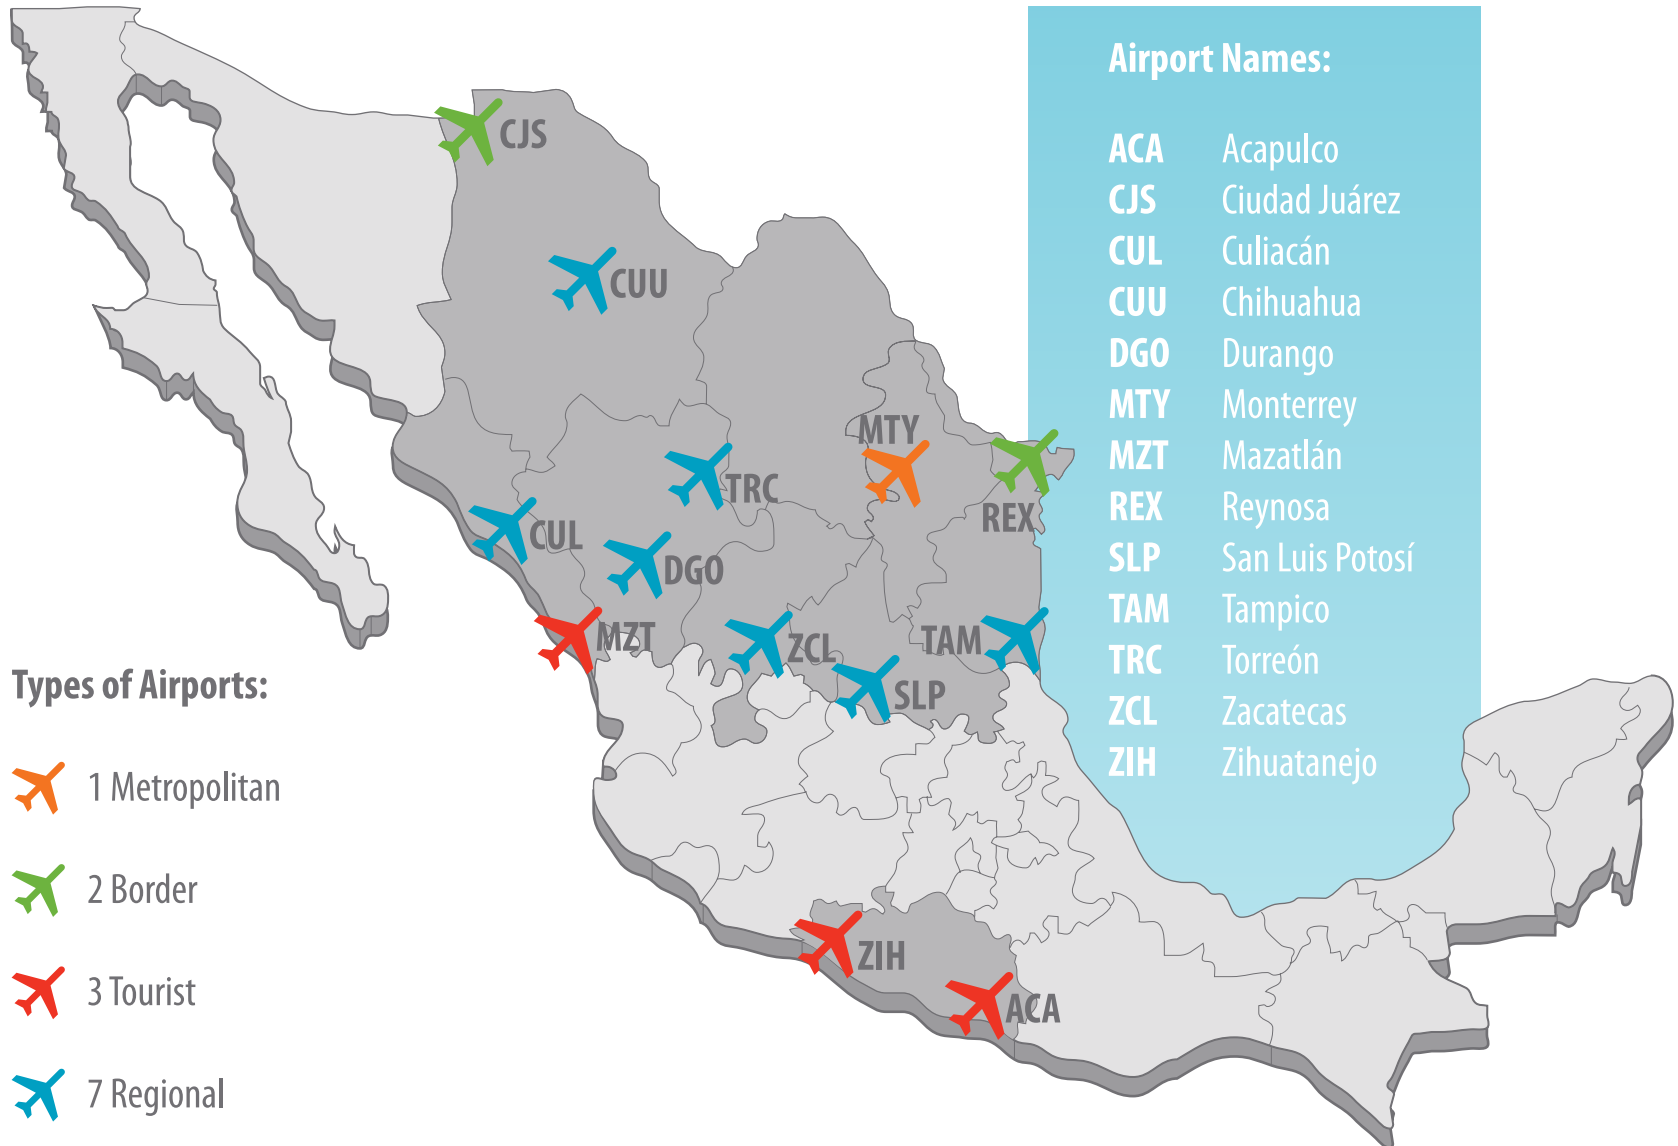 Airport Names:
ACA Acapulco
CJS Ciudad Juárez
CUL Culiacán
CUU Chihuahua
DGO Durango
MTY Monterrey
MZT Mazatlán
REX Reynosa
SLP San Luis Potosí
TAM Tampico
TRC Torreón
ZCL Zacatecas
ZIH Zihuatanejo
CJS
CUU
MTY
TRC
REX
CUL
DGO
MZT
ZCL
TAM
SLP
ZIH
ACA
Types of Airports:
1 Metropolitan
2 Border
3 Tourist
7 Regional